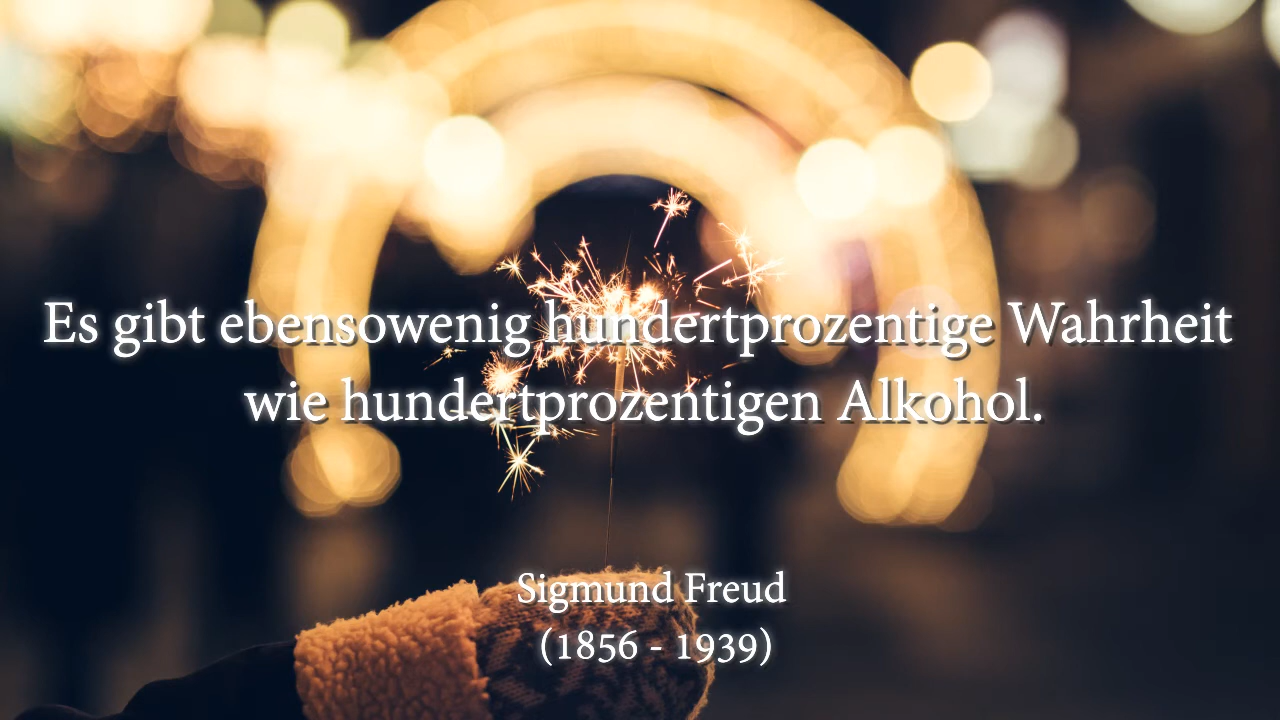 Es gibt ebensowenig hundertprozentige Wahrheit
wie hundertprozentigen Alkohol.
Sigmund Freud
(1856 - 1939)